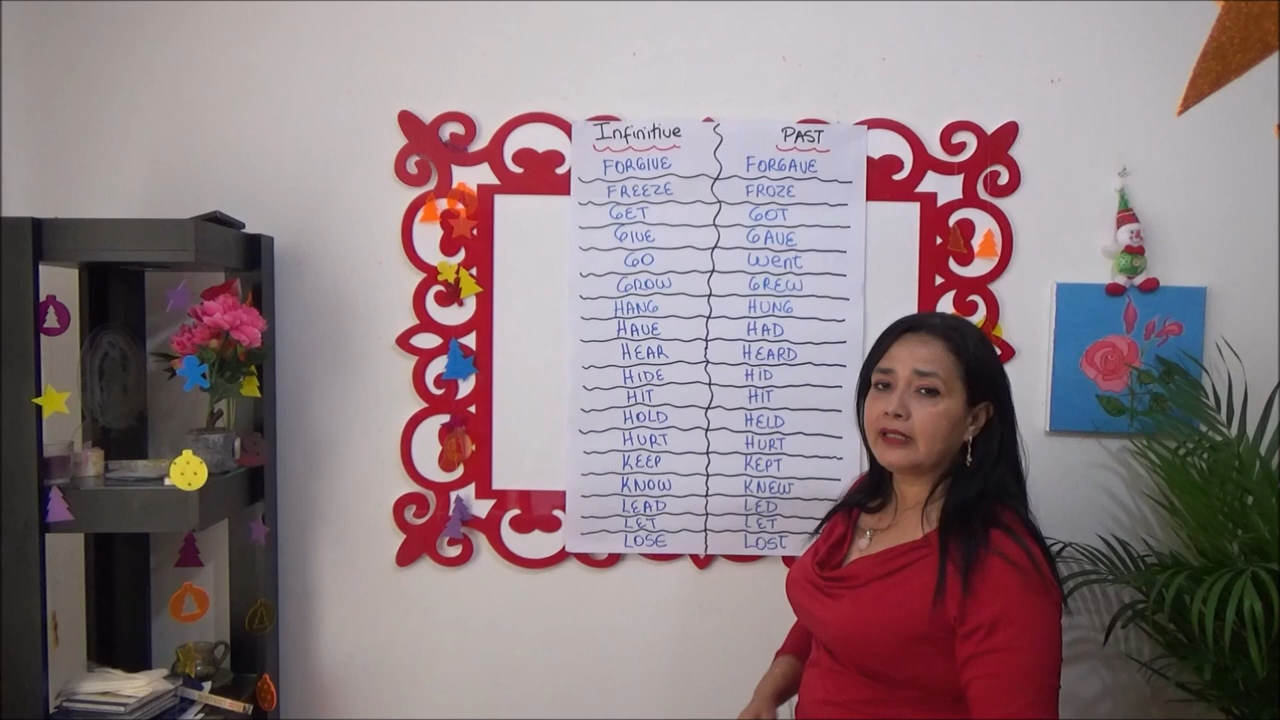 Infinitive PAST
FORGIVE FORGAVE
FREEZE FROZE
GET GOT
GIVE GAVE
GO Went
GROW GREW
HANG HUNG
HAVE HAD
HEAR HEARD
HIDE HID
HIT HIT
HOLD HELD
HURT HURT
KEEP KEPT
KNOW KNEW
LEAD LED
LET LET
LOSE LOST